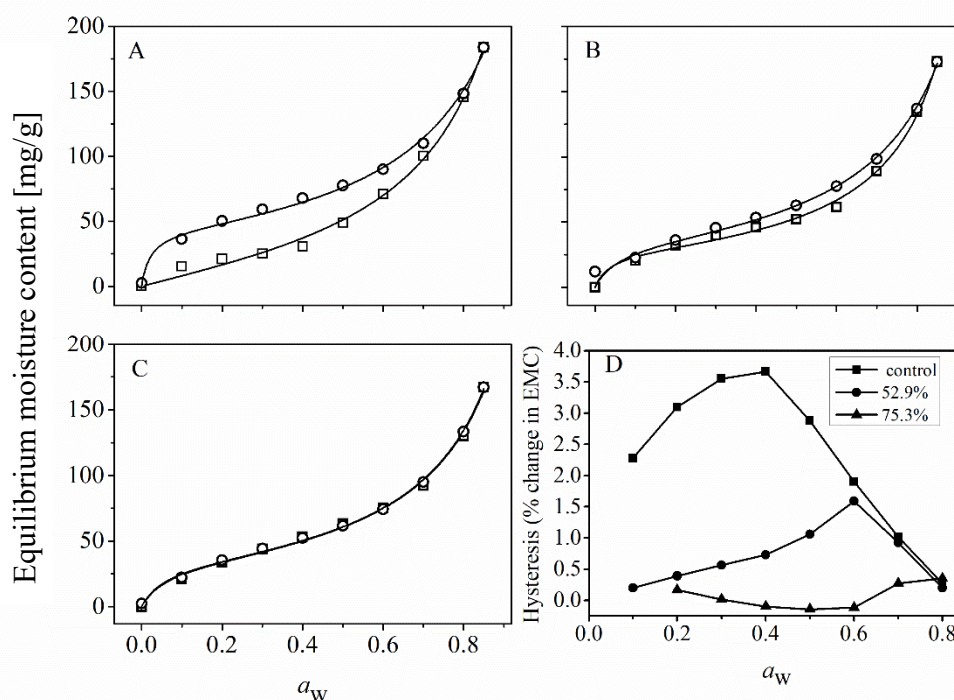 Equilibrium moisture content [mg/g]
A
200
150
100
50
0
B
C
200
150
100
50
0
0.0 0.2 0.4 0.6 0.8
a_w
D
Hysteresis (% change in EMC)
4.0
3.5
3.0
2.5
2.0
1.5
1.0
0.5
0.0
control
52.9%
75.3%
0.0 0.2 0.4 0.6 0.8
a_w